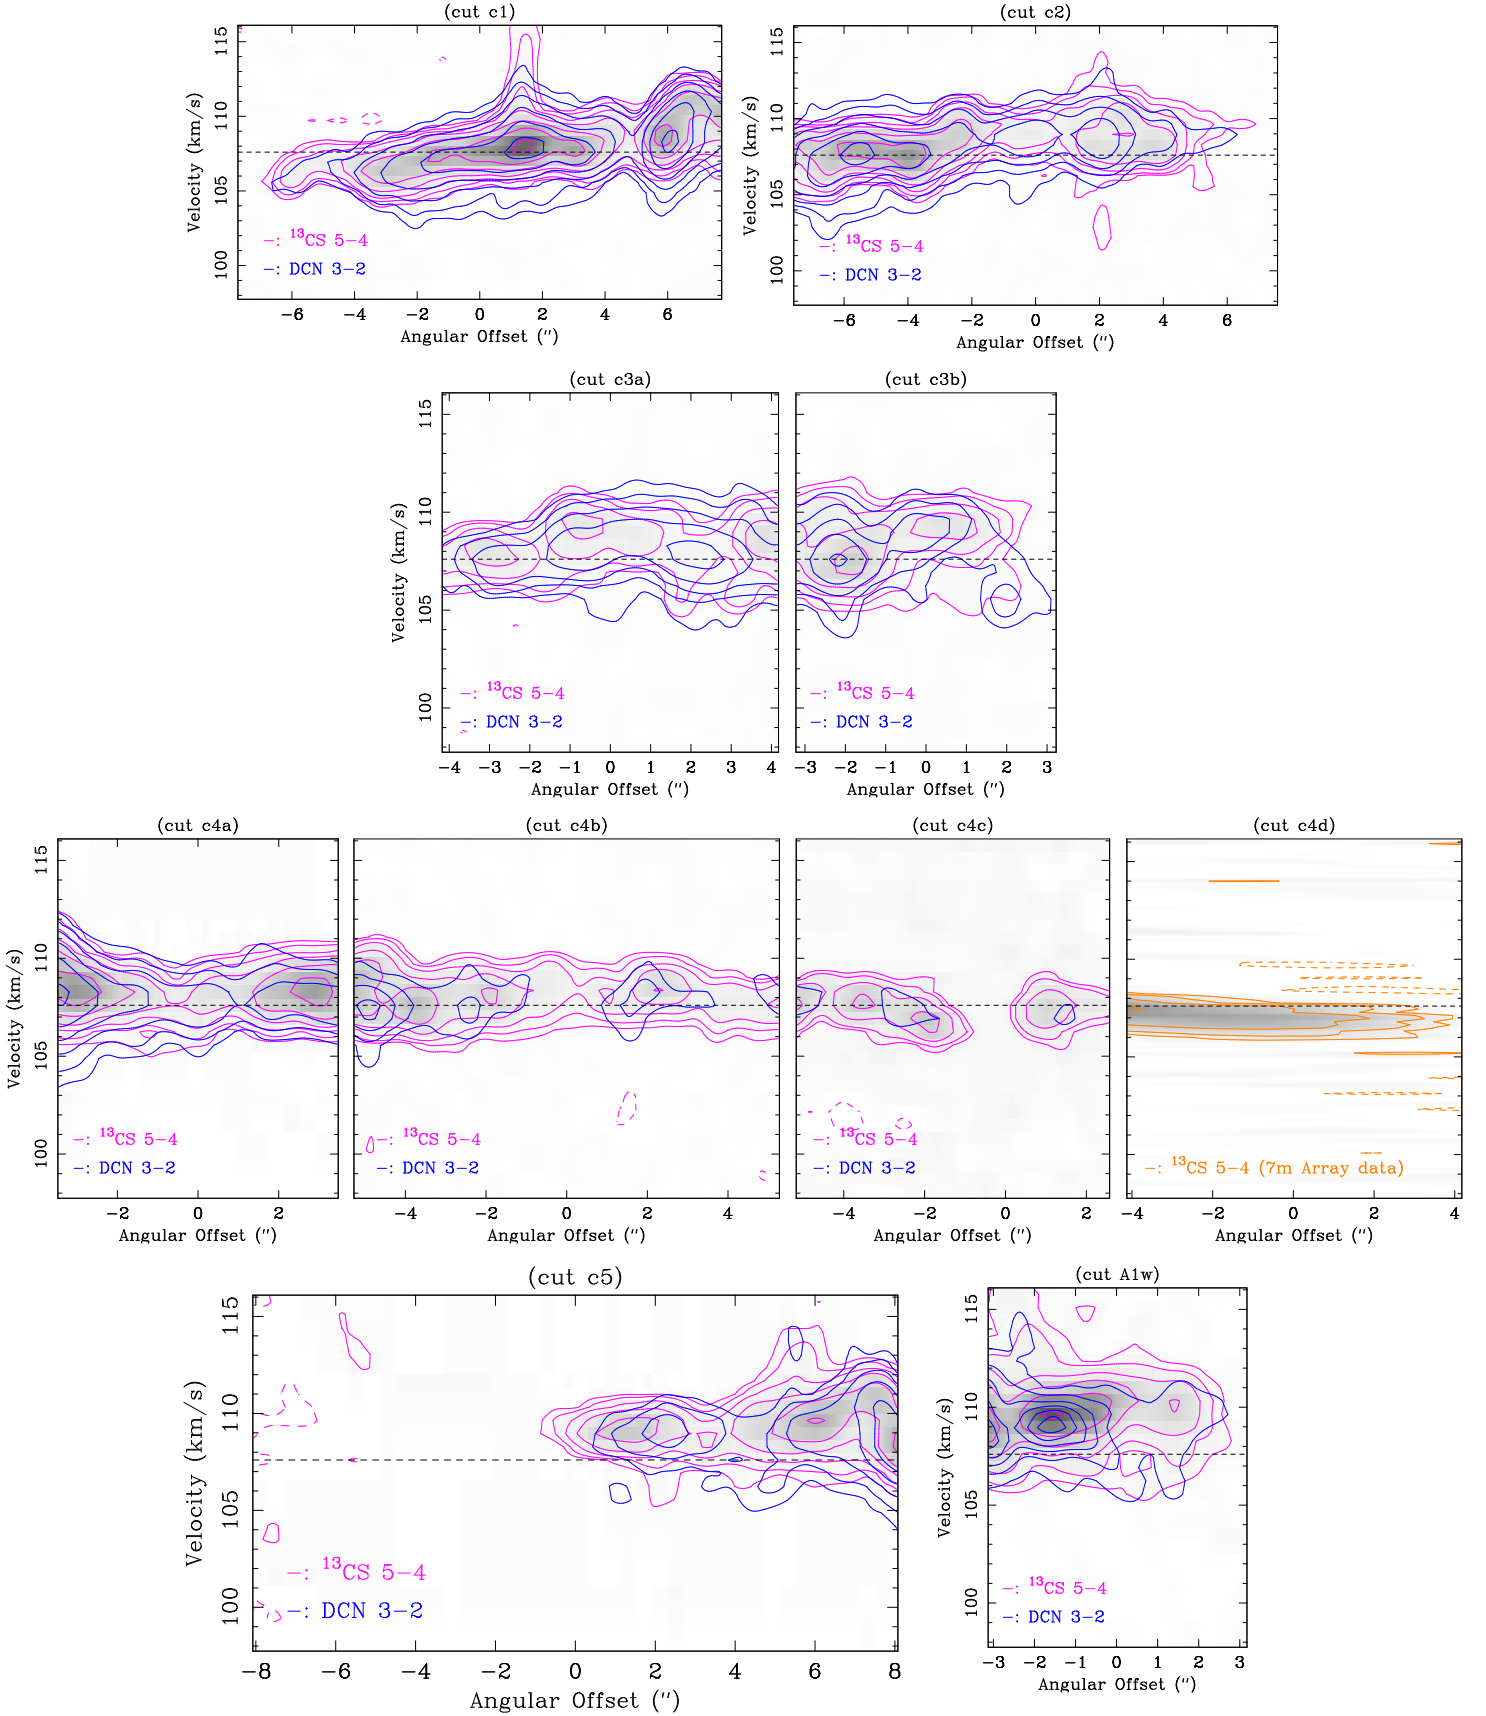 (cut c1)
(cut c2)
115
110
105
100
Velocity (km/s)
–: ¹³CS 5–4
–: DCN 3–2
−6 −4 −2 0 2 4 6
Angular Offset (″)
115
110
105
100
Velocity (km/s)
–: ¹³CS 5–4
–: DCN 3–2
−6 −4 −2 0 2 4 6
Angular Offset (″)
(cut c3a)
(cut c3b)
115
110
105
100
Velocity (km/s)
–: ¹³CS 5–4
–: DCN 3–2
−4 −3 −2 −1 0 1 2 3 4
Angular Offset (″)
–: ¹³CS 5–4
–: DCN 3–2
−3 −2 −1 0 1 2 3
Angular Offset (″)
(cut c4a)
(cut c4b)
(cut c4c)
(cut c4d)
115
110
105
100
Velocity (km/s)
–: ¹³CS 5–4
–: DCN 3–2
−2 0 2
Angular Offset (″)
–: ¹³CS 5–4
–: DCN 3–2
−4 −2 0 2 4
Angular Offset (″)
–: ¹³CS 5–4
–: DCN 3–2
−4 −2 0 2
Angular Offset (″)
–: ¹³CS 5–4 (7m Array data)
−4 −2 0 2 4
Angular Offset (″)
(cut c5)
(cut A1w)
115
110
105
100
Velocity (km/s)
–: ¹³CS 5–4
–: DCN 3–2
−8 −6 −4 −2 0 2 4 6 8
Angular Offset (″)
115
110
105
100
Velocity (km/s)
–: ¹³CS 5–4
–: DCN 3–2
−3 −2 −1 0 1 2 3
Angular Offset (″)